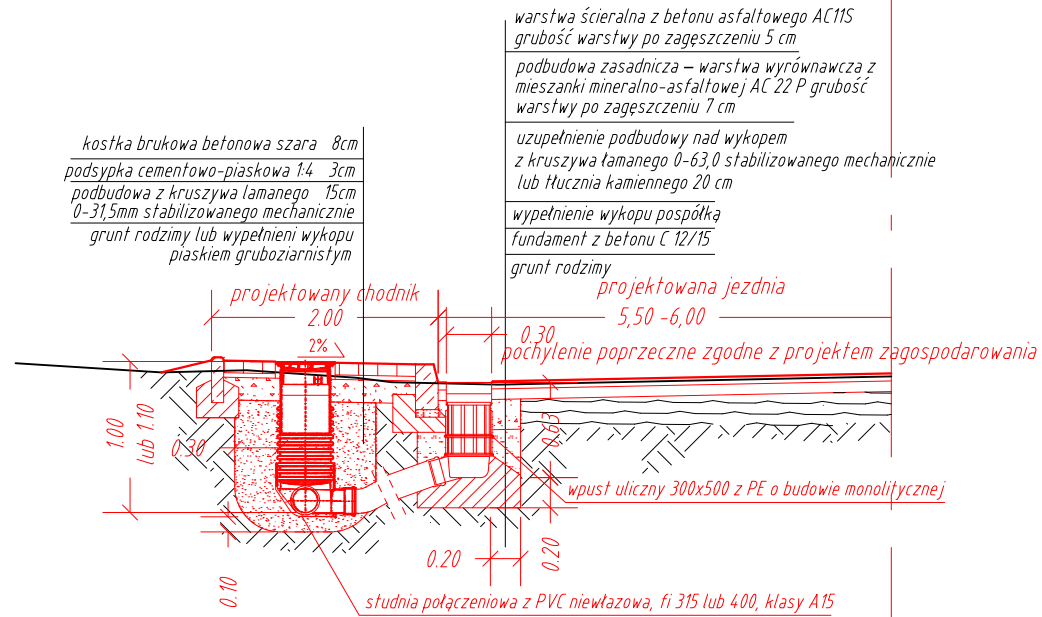 warstwa ścieralna z betonu asfaltowego AC11S
grubość warstwy po zagęszczeniu 5 cm
podbudowa zasadnicza – warstwa wyrównawcza z
mieszanki mineralno-asfaltowej AC 22 P grubość
warstwy po zagęszczeniu 7 cm
uzupełnienie podbudowy nad wykopem
z kruszywa łamanego 0-63,0 stabilizowanego mechanicznie
lub tłucznia kamiennego 20 cm
wypełnienie wykopu pospółką
fundament z betonu C 12/15
grunt rodzimy
kostka brukowa betonowa szara 8cm
podsypka cementowo-piaskowa 1:4 3cm
podbudowa z kruszywa lamanego 15cm
0-31,5mm stabilizowanego mechanicznie
grunt rodzimy lub wypełnieni wykopu
piaskiem gruboziarnistym
projektowany chodnik
2.00
projektowana jezdnia
5,50 -6,00
0.30
2%
pochylenie poprzeczne zgodne z projektem zagospodarowania
1.00
lub 1.10
0.30
0.63
wpust uliczny 300x500 z PE o budowie monolitycznej
0.20
0.20
0.10
studnia połączeniowa z PVC niewłazowa, fi 315 lub 400, klasy A15